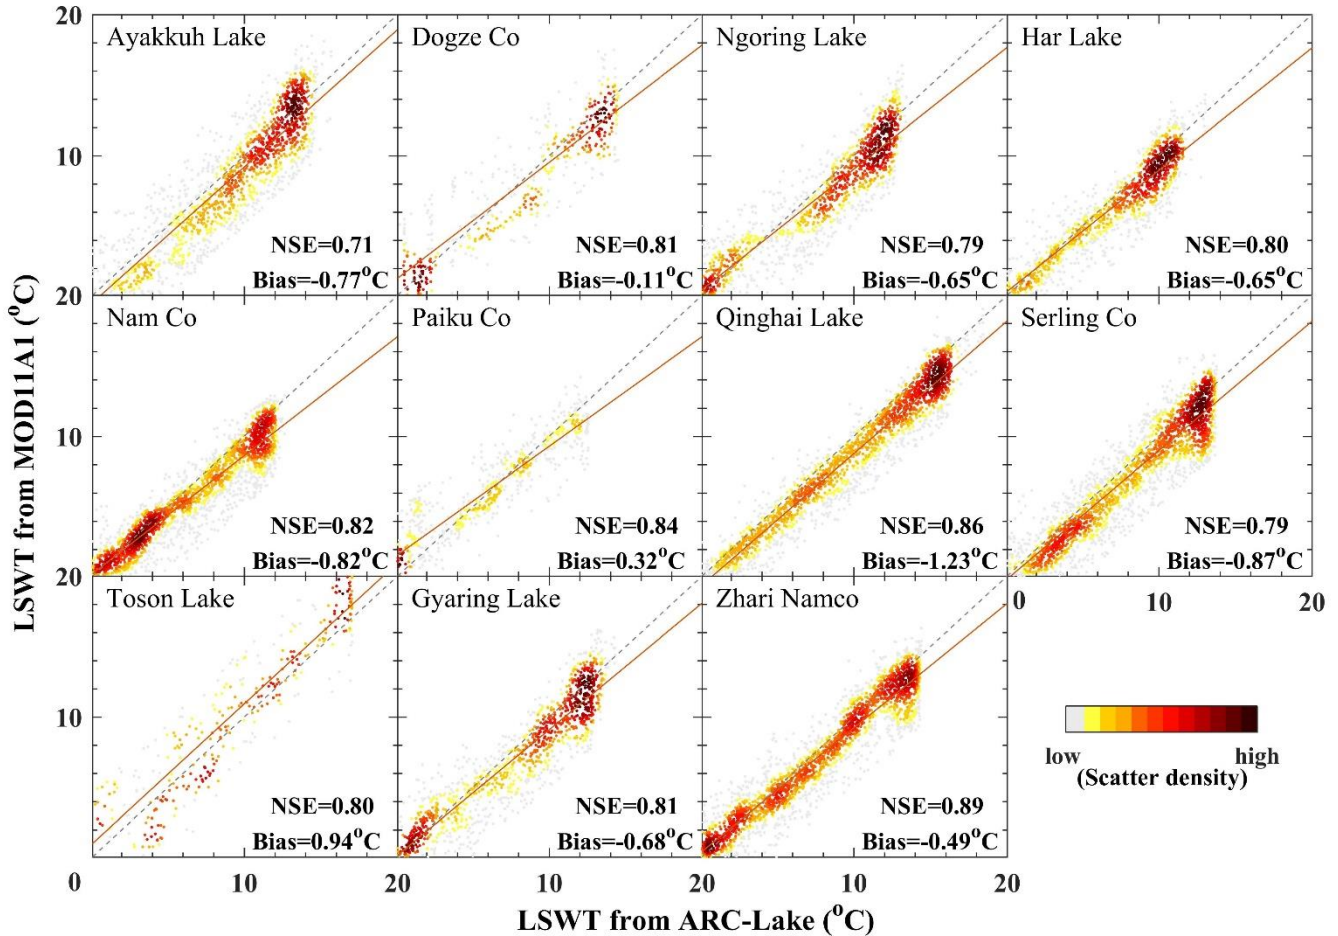 20
Ayakkuh Lake
NSE=0.71
Bias=-0.77°C
Dogze Co
NSE=0.81
Bias=-0.11°C
Ngoring Lake
NSE=0.79
Bias=-0.65°C
Har Lake
NSE=0.80
Bias=-0.65°C
10
20
Nam Co
NSE=0.82
Bias=-0.82°C
Paiku Co
NSE=0.84
Bias=0.32°C
Qinghai Lake
NSE=0.86
Bias=-1.23°C
Serling Co
NSE=0.79
Bias=-0.87°C
10
0 10 20
20
Toson Lake
NSE=0.80
Bias=0.94°C
Gyaring Lake
NSE=0.81
Bias=-0.68°C
Zhari Namco
NSE=0.89
Bias=-0.49°C
10
low high
(Scatter density)
0 10 20 10 20 10 20
LSWT from MOD11A1 (°C)
LSWT from ARC-Lake (°C)